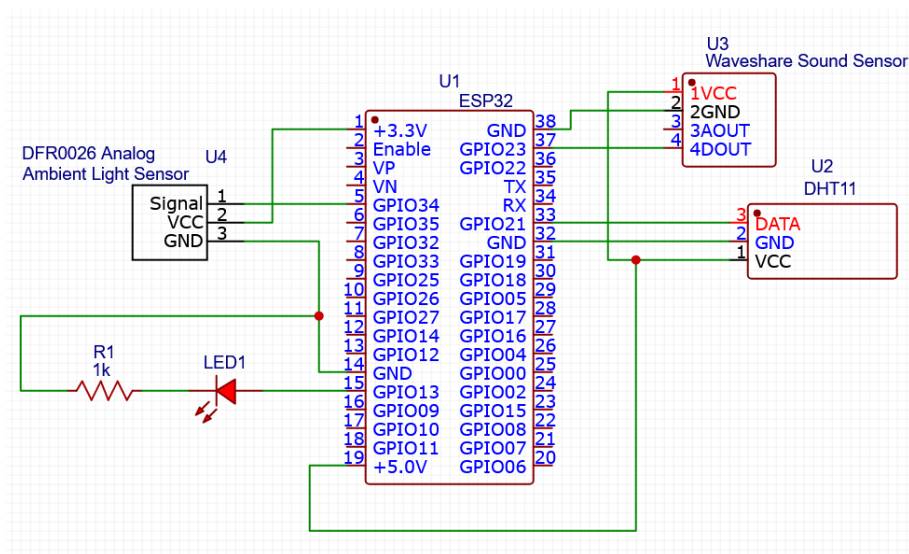 U3
Waveshare Sound Sensor
1 1VCC
2 2GND
3 3AOUT
4 4DOUT
U2
DHT11
3 DATA
2 GND
1 VCC
U1
ESP32
1 +3.3V
2 Enable
3 VP
4 VN
5 GPIO34
6 GPIO35
7 GPIO32
8 GPIO33
9 GPIO25
10 GPIO26
11 GPIO27
12 GPIO14
13 GPIO12
14 GND
15 GPIO13
16 GPIO09
17 GPIO10
18 GPIO11
19 +5.0V
GND 38
GPIO23 37
GPIO22 36
TX 35
RX 34
GPIO21 33
GND 32
GPIO19 31
GPIO18 30
GPIO05 29
GPIO17 28
GPIO16 27
GPIO04 26
GPIO00 25
GPIO02 24
GPIO15 23
GPIO08 22
GPIO07 21
GPIO06 20
DFR0026 Analog
Ambient Light Sensor
U4
Signal 1
VCC 2
GND 3
R1
1k
LED1